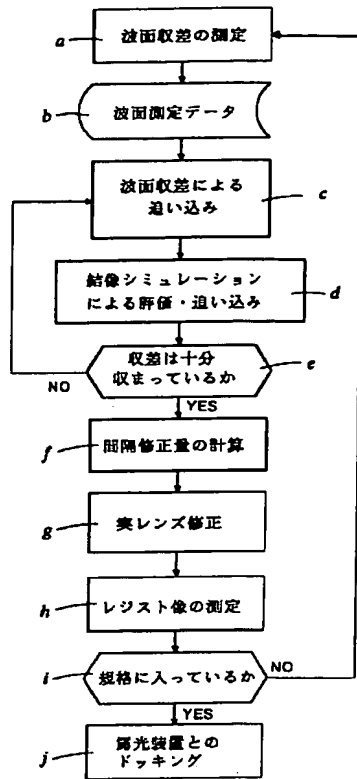 a
波面収差の測定
b
波面測定データ
波面収差による
追い込み
c
結像シミュレーション
による評価・追い込み
d
収差は十分
収まっているか
e
NO
YES
f
間隔修正量の計算
g
実レンズ修正
h
レジスト像の測定
i
規格に入っているか
NO
YES
j
露光装置との
ドッキング